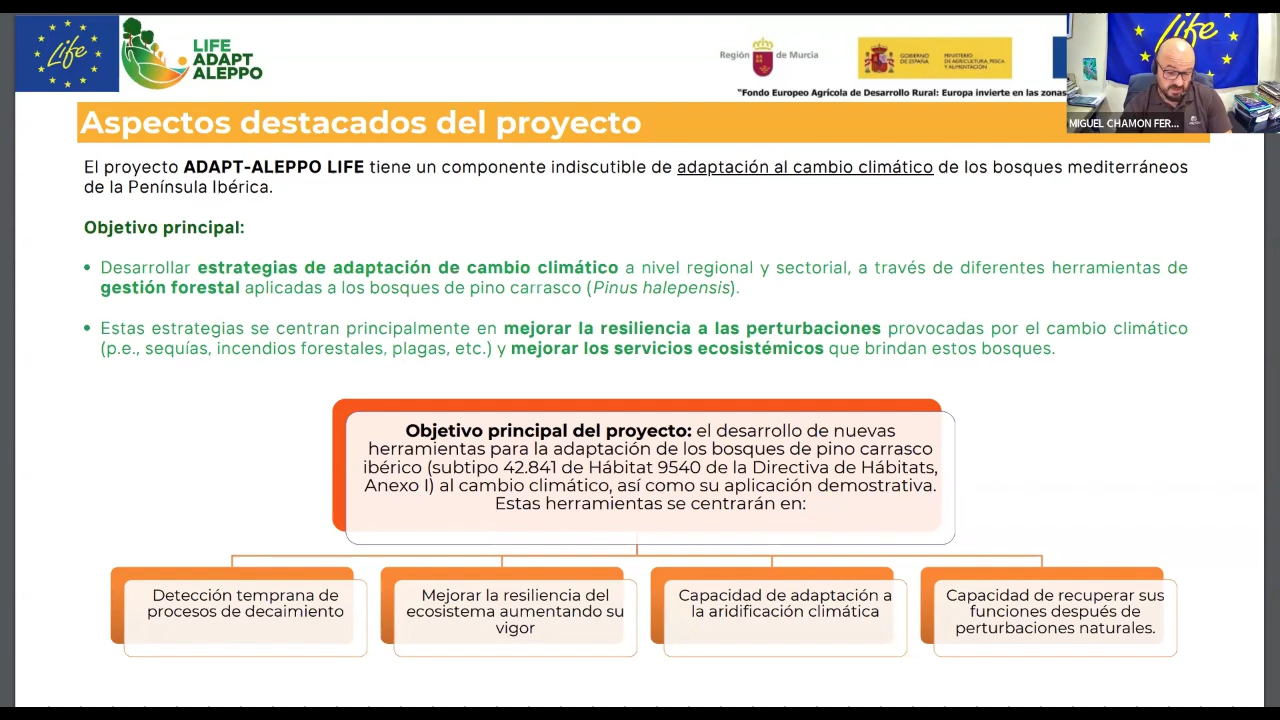 Life
LIFE
ADAPT
ALEPPO
Región de Murcia
GOBIERNO
DE ESPAÑA
MINISTERIO
DE AGRICULTURA, PESCA
Y ALIMENTACIÓN
"Fondo Europeo Agrícola de Desarrollo Rural: Europa invierte en las zonas
Life
MIGUEL CHAMON FER...
Aspectos destacados del proyecto
El proyecto ADAPT-ALEPPO LIFE tiene un componente indiscutible de adaptación al cambio climático de los bosques mediterráneos
de la Península Ibérica.
Objetivo principal:
• Desarrollar estrategias de adaptación de cambio climático a nivel regional y sectorial, a través de diferentes herramientas de
gestión forestal aplicadas a los bosques de pino carrasco (Pinus halepensis).
• Estas estrategias se centran principalmente en mejorar la resiliencia a las perturbaciones provocadas por el cambio climático
(p.e., sequías, incendios forestales, plagas, etc.) y mejorar los servicios ecosistémicos que brindan estos bosques.
Objetivo principal del proyecto: el desarrollo de nuevas
herramientas para la adaptación de los bosques de pino carrasco
ibérico (subtipo 42.841 de Hábitat 9540 de la Directiva de Hábitats,
Anexo I) al cambio climático, así como su aplicación demostrativa.
Estas herramientas se centrarán en:
Detección temprana de
procesos de decaimiento
Mejorar la resiliencia del
ecosistema aumentando su
vigor
Capacidad de adaptación a
la aridificación climática
Capacidad de recuperar sus
funciones después de
perturbaciones naturales.